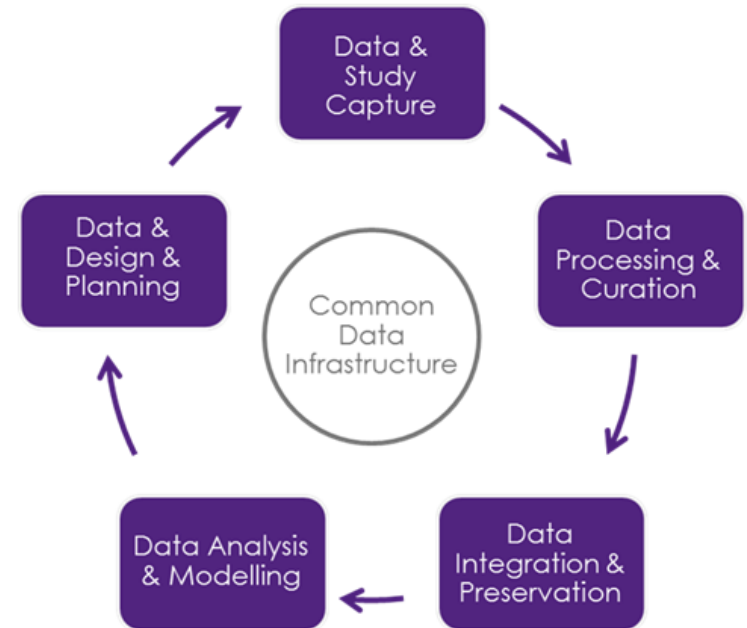 Data &
Study
Capture
Data &
Design &
Planning
Data
Processing &
Curation
Common
Data
Infrastructure
Data Analysis
& Modelling
Data
Integration &
Preservation